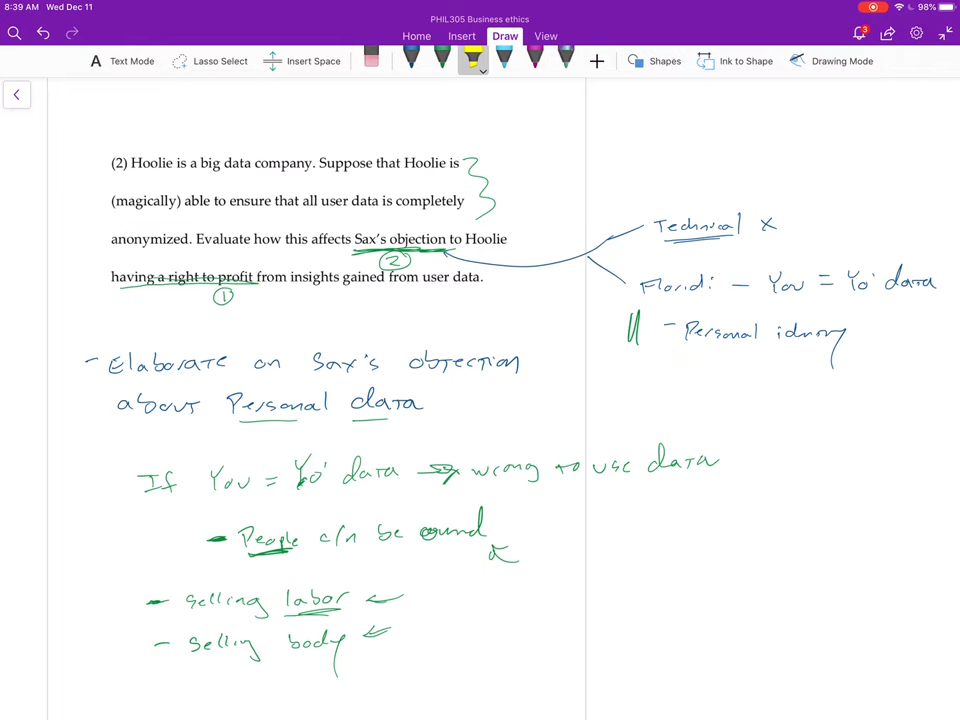 8:39 AM Wed Dec 11
98%
PHIL305 Business ethics
Home Insert Draw View
3
A Text Mode Lasso Select Insert Space Shapes Ink to Shape Drawing Mode
(2) Hoolie is a big data company. Suppose that Hoolie is
(magically) able to ensure that all user data is completely
anonymized. Evaluate how this affects Sax's objection to Hoolie
2
having a right to profit from insights gained from user data.
1
Technical X
Floridi - You = Yo' data
- Personal
- Elaborate on Sax's objection
about Personal data
If You = Yo' data → wrong to use data
- People c/n be
- Selling labor ←
- Selling body ←